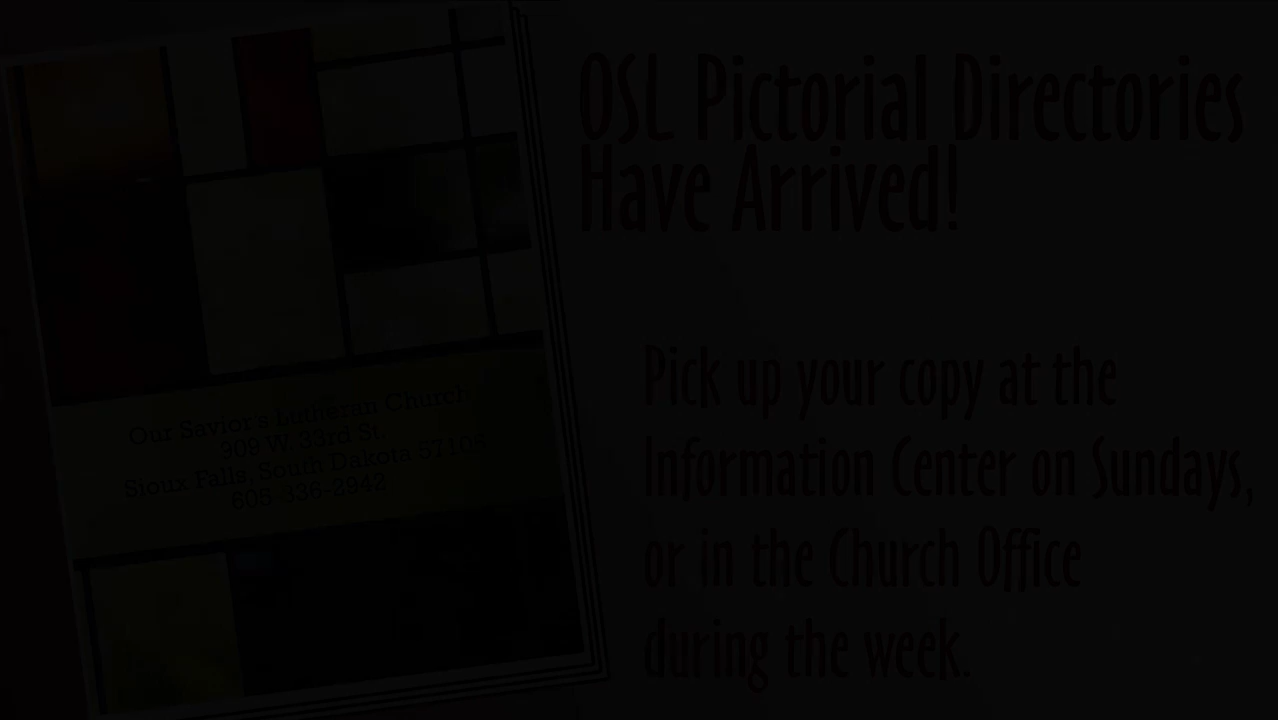 OSL Pictorial Directories
Have Arrived!
Pick up your copy at the
Information Center on Sundays,
or in the Church Office
during the week.
Our Savior's Lutheran Church
909 W. 33rd St.
Sioux Falls, South Dakota 57105
605-336-2942